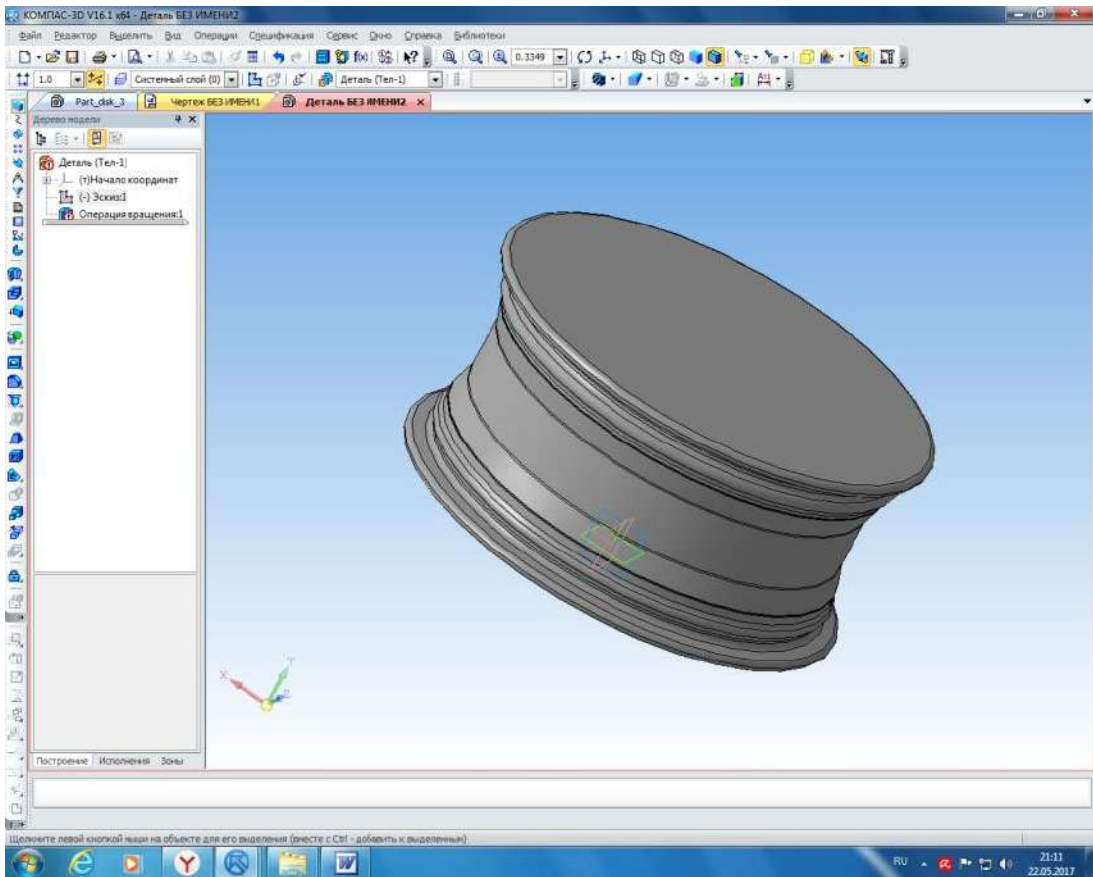 КОМПАС-3D V16.1 x64 - Деталь БЕЗ ИМЕНИ2
Файл Редактор Выделить Вид Операции Спецификация Сервис Окно Справка Библиотеки
0.3349
1.0 Системный слой (0) Деталь (Тел-1)
Part_disk_3 Чертеж БЕЗ ИМЕНИ1 Деталь БЕЗ ИМЕНИ2
Дерево модели
Деталь (Тел-1)
(т)Начало координат
(-) Эскиз:1
Операция вращения:1
X Y Z
Построение Исполнения Зоны
Щелкните левой кнопкой мыши на объекте для его выделения (вместе с Ctrl - добавить к выделенным)
RU 21:11
22.05.2017